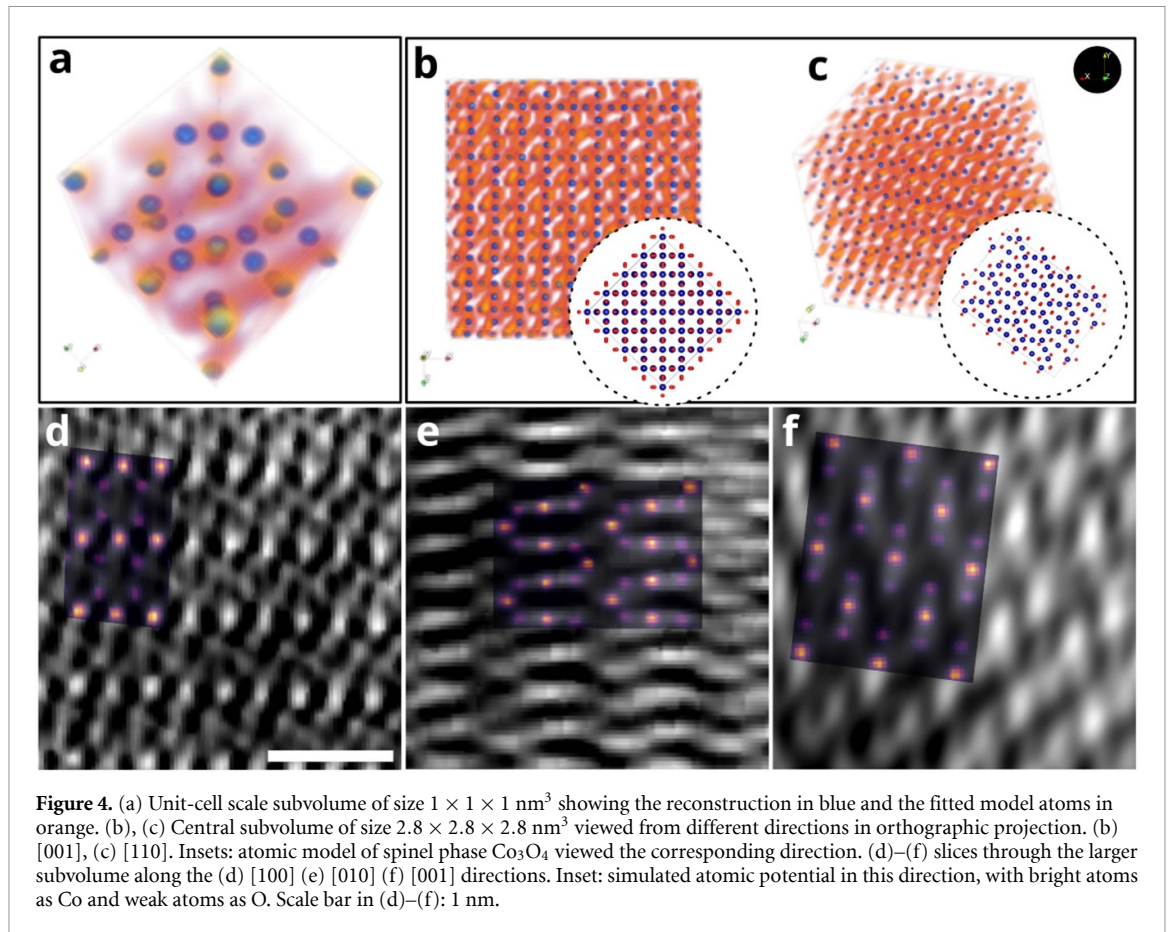 a
b
c
Y
X
Z
d
e
f
Figure 4. (a) Unit-cell scale subvolume of size 1 × 1 × 1 nm³ showing the reconstruction in blue and the fitted model atoms in
orange. (b), (c) Central subvolume of size 2.8 × 2.8 × 2.8 nm³ viewed from different directions in orthographic projection. (b)
[001], (c) [110]. Insets: atomic model of spinel phase Co₃O₄ viewed the corresponding direction. (d)–(f) slices through the larger
subvolume along the (d) [100] (e) [010] (f) [001] directions. Inset: simulated atomic potential in this direction, with bright atoms
as Co and weak atoms as O. Scale bar in (d)–(f): 1 nm.